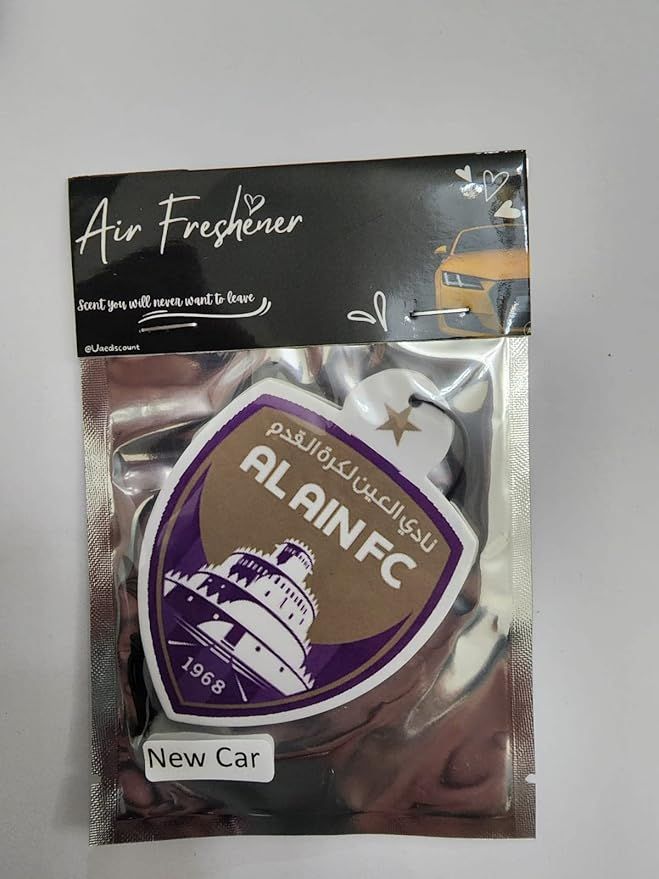 Air Freshener
Scent you will never want to leave
@Uaediscount
نادي العين لكرة القدم
AL AIN FC
1968
New Car